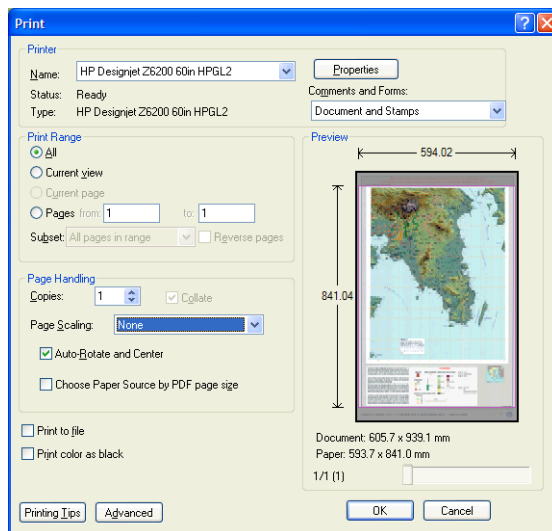 Print
Printer
Name: HP Designjet Z6200 60in HPGL2
Properties
Status: Ready
Comments and Forms:
Type: HP Designjet Z6200 60in HPGL2
Document and Stamps
Print Range
All
Current view
Current page
Pages from: 1 to: 1
Subset: All pages in range Reverse pages
Page Handling
Copies: 1 Collate
Page Scaling: None
Auto-Rotate and Center
Choose Paper Source by PDF page size
Print to file
Print color as black
Preview
594.02
841.04
Document: 605.7 x 939.1 mm
Paper: 593.7 x 841.0 mm
1/1 (1)
Printing Tips Advanced OK Cancel